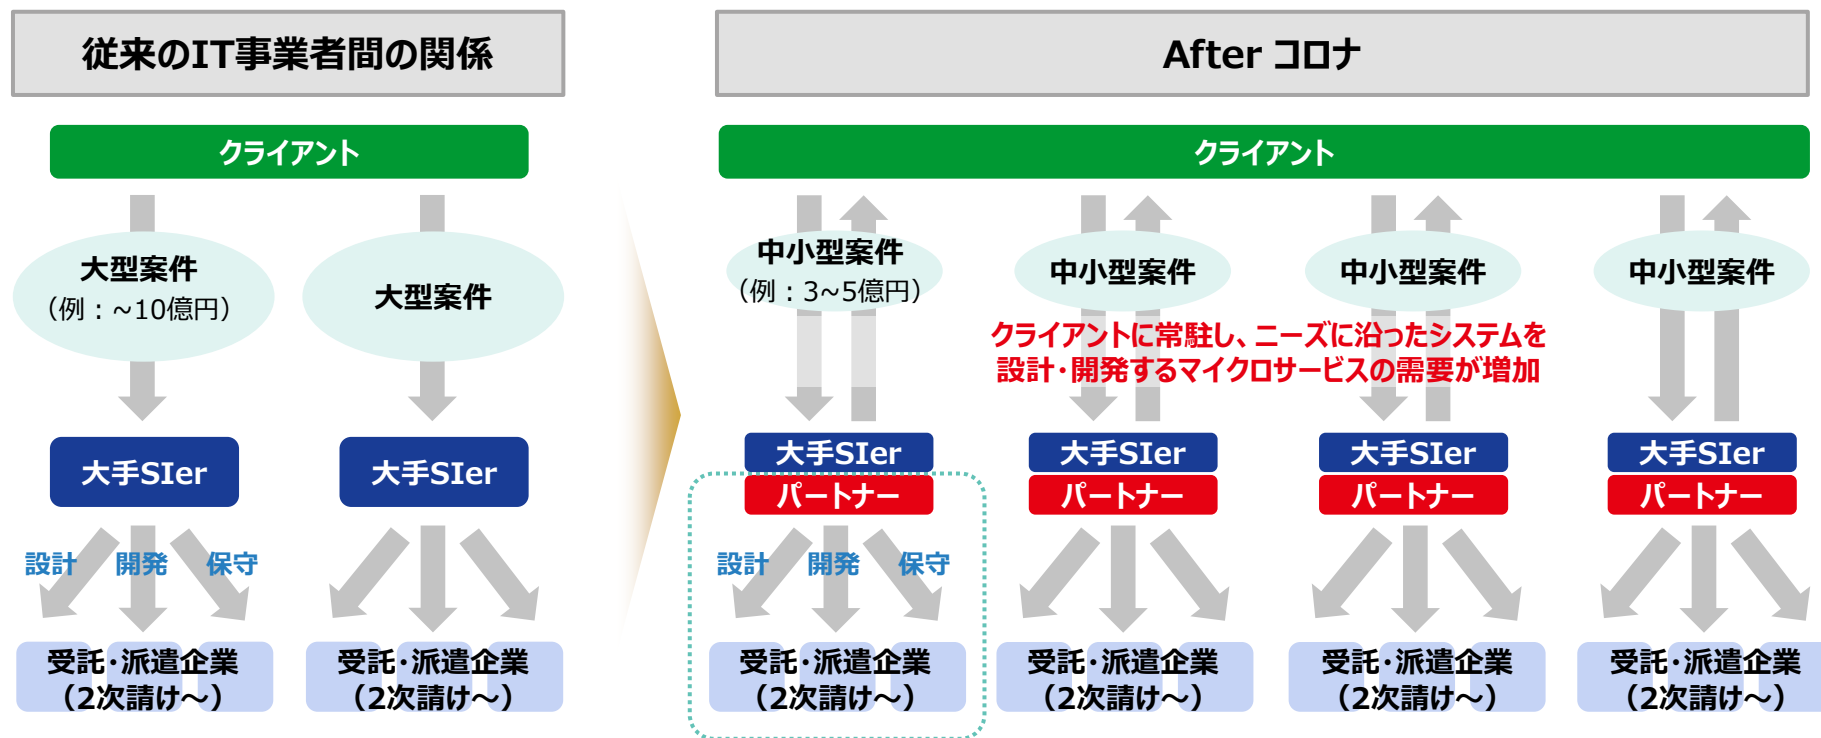 従来のIT事業者間の関係
クライアント
大型案件
（例：~10億円）
大型案件
大手SIer
大手SIer
設計
開発
保守
受託・派遣企業
（2次請け～）
受託・派遣企業
（2次請け～）
After コロナ
クライアント
中小型案件
（例：3~5億円）
中小型案件
中小型案件
中小型案件
クライアントに常駐し、ニーズに沿ったシステムを
設計・開発するマイクロサービスの需要が増加
大手SIer
パートナー
大手SIer
パートナー
大手SIer
パートナー
大手SIer
パートナー
設計
開発
保守
受託・派遣企業
（2次請け～）
受託・派遣企業
（2次請け～）
受託・派遣企業
（2次請け～）
受託・派遣企業
（2次請け～）